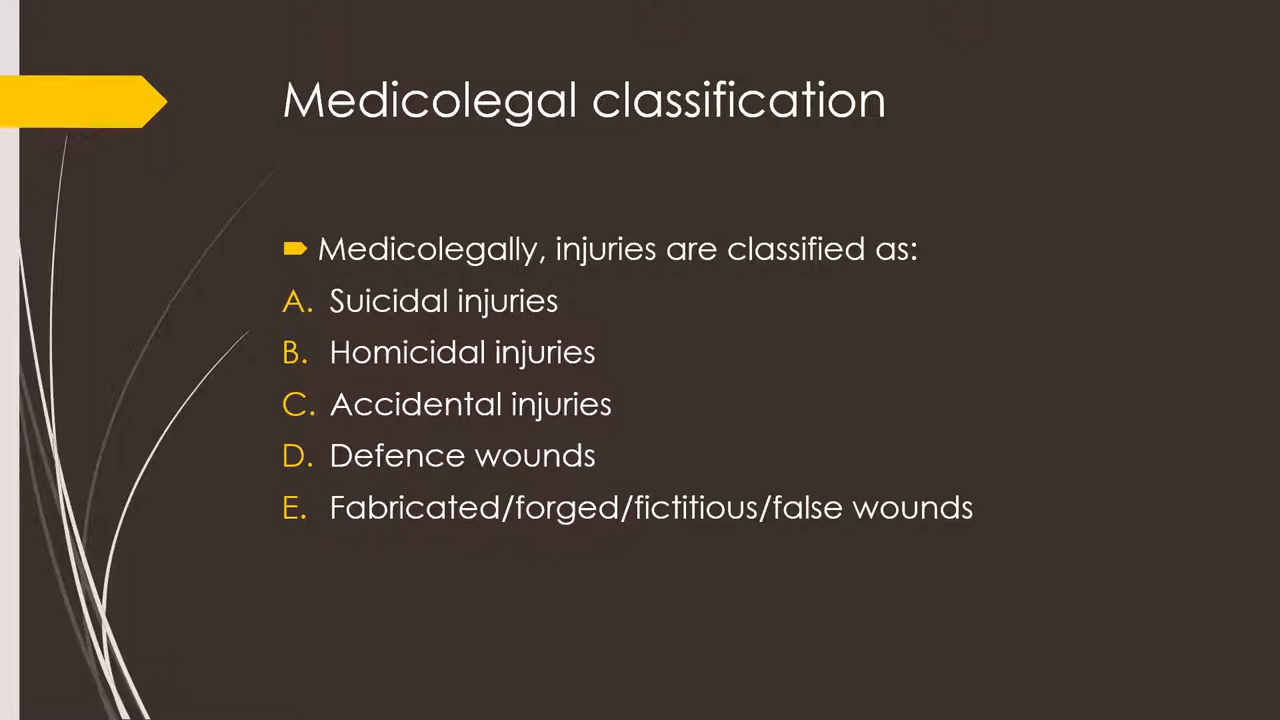 Medicolegal classification
Medicolegally, injuries are classified as:
A. Suicidal injuries
B. Homicidal injuries
C. Accidental injuries
D. Defence wounds
E. Fabricated/forged/fictitious/false wounds